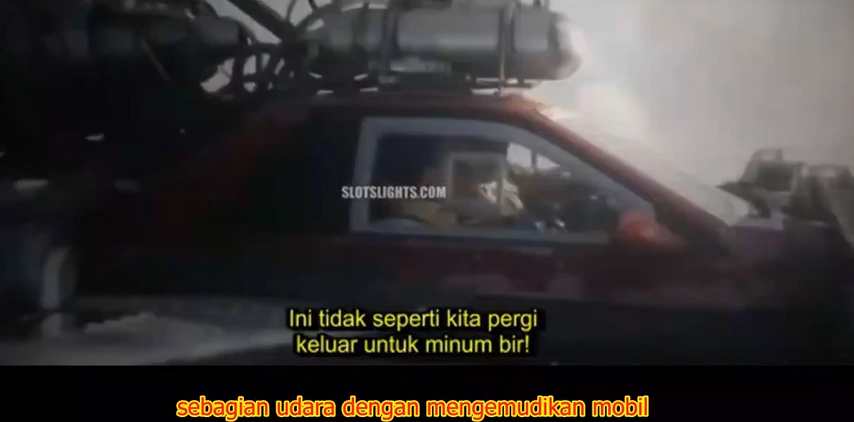 SLOTSLIGHTS.COM
Ini tidak seperti kita pergi
keluar untuk minum bir!
sebagian udara dengan mengemudikan mobil